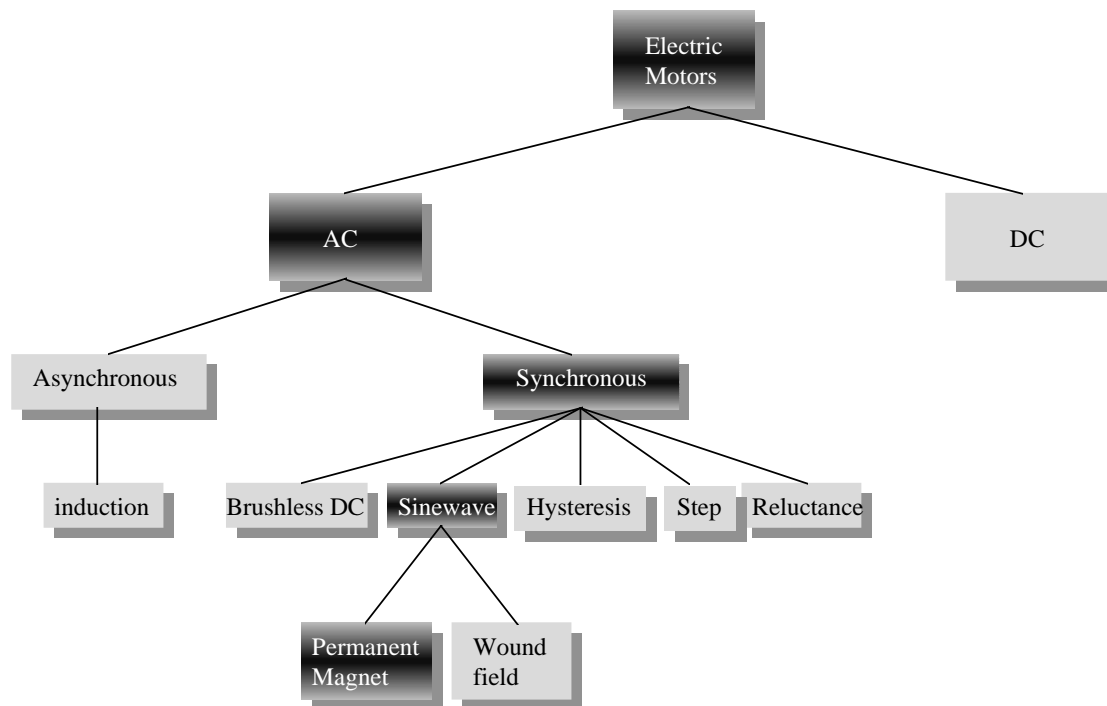 Electric
Motors
AC
DC
Asynchronous
Synchronous
induction
Brushless DC
Sinewave
Hysteresis
Step
Reluctance
Permanent
Magnet
Wound
field